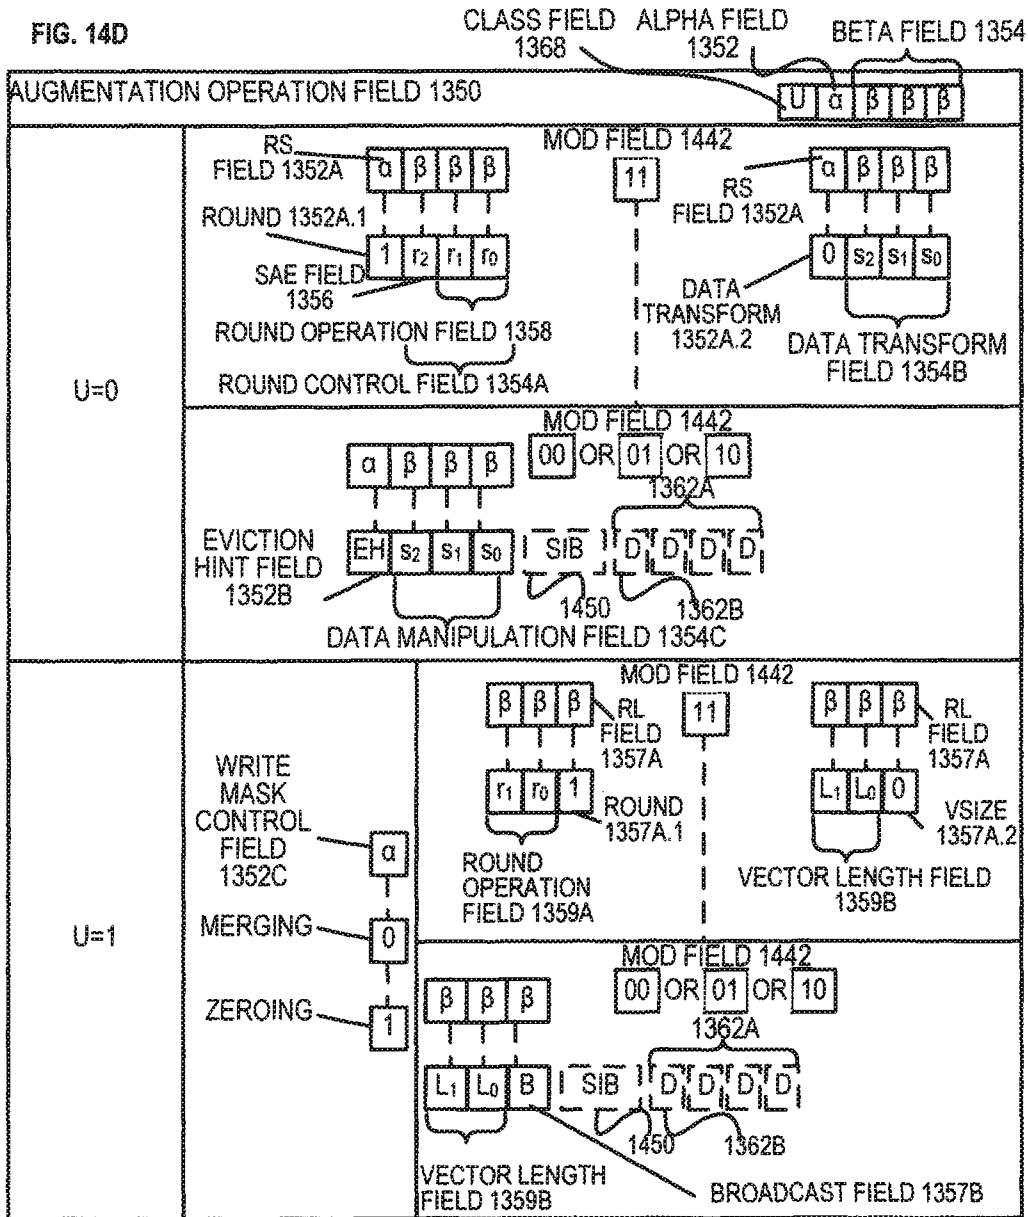 FIG. 14D
CLASS FIELD 1368
ALPHA FIELD 1352
BETA FIELD 1354
AUGMENTATION OPERATION FIELD 1350
U α β β β
U=0
MOD FIELD 1442
11
RS FIELD 1352A
α β β β
ROUND 1352A.1
1 r2 r1 r0
SAE FIELD 1356
ROUND OPERATION FIELD 1358
ROUND CONTROL FIELD 1354A
RS FIELD 1352A
α β β β
0 s2 s1 s0
DATA TRANSFORM 1352A.2
DATA TRANSFORM FIELD 1354B
MOD FIELD 1442
00 OR 01 OR 10
α β β β
1362A
EVICTION HINT FIELD 1352B
EH s2 s1 s0 SIB D D D D
1450
1362B
DATA MANIPULATION FIELD 1354C
U=1
WRITE MASK CONTROL FIELD 1352C
α
MERGING 0
ZEROING 1
MOD FIELD 1442
11
β β β
RL FIELD 1357A
r1 r0 1
ROUND 1357A.1
ROUND OPERATION FIELD 1359A
β β β
RL FIELD 1357A
L1 L0 0
VSIZE 1357A.2
VECTOR LENGTH FIELD 1359B
MOD FIELD 1442
00 OR 01 OR 10
β β β
1362A
L1 L0 B SIB D D D D
1450
1362B
VECTOR LENGTH FIELD 1359B
BROADCAST FIELD 1357B